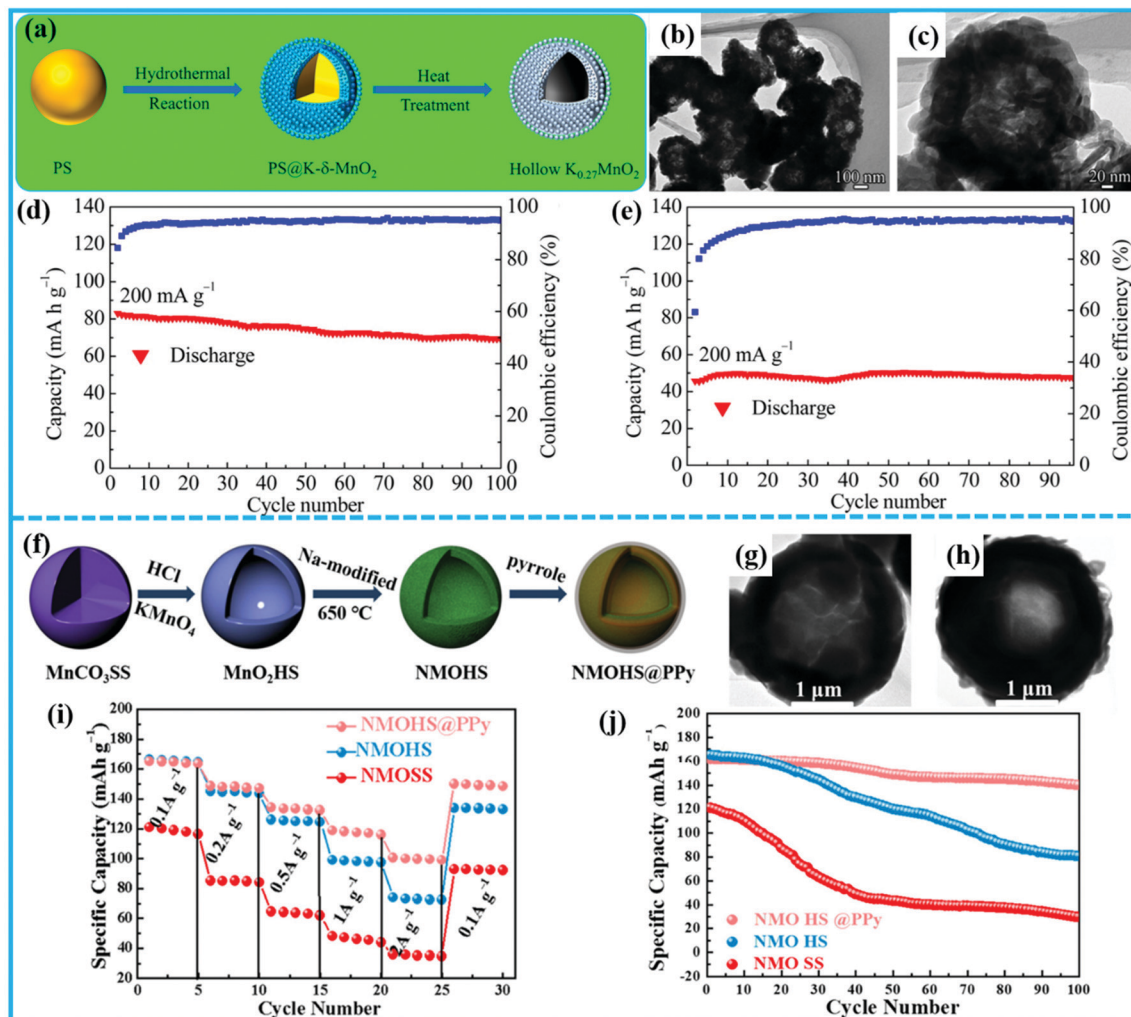 (a)
Hydrothermal
Reaction
Heat
Treatment
PS
PS@K-δ-MnO₂
Hollow K₀.₂₇MnO₂
(b)
100 nm
(c)
20 nm
(d)
140
120
100
80
60
40
20
0
Capacity (mA h g⁻¹)
200 mA g⁻¹
Discharge
0 10 20 30 40 50 60 70 80 90 100
Cycle number
100
80
60
40
20
0
Coulombic efficiency (%)
(e)
140
120
100
80
60
40
20
0
Capacity (mA h g⁻¹)
200 mA g⁻¹
Discharge
0 10 20 30 40 50 60 70 80 90
Cycle number
100
80
60
40
20
0
Coulombic efficiency (%)
(f)
HCl
KMnO₄
Na-modified
650 °C
pyrrole
MnCO₃SS
MnO₂HS
NMOHS
NMOHS@PPy
(g)
1 µm
(h)
1 µm
(i)
200
180
160
140
120
100
80
60
40
20
Specific Capacity (mAh g⁻¹)
NMOHS@PPy
NMOHS
NMOSS
0.1A g⁻¹
0.2A g⁻¹
0.5A g⁻¹
1A g⁻¹
2A g⁻¹
0.1A g⁻¹
0 5 10 15 20 25 30
Cycle Number
(j)
200
180
160
140
120
100
80
60
40
20
0
-20
Specific Capacity (mAh g⁻¹)
NMO HS @PPy
NMO HS
NMO SS
0 10 20 30 40 50 60 70 80 90 100
Cycle Number